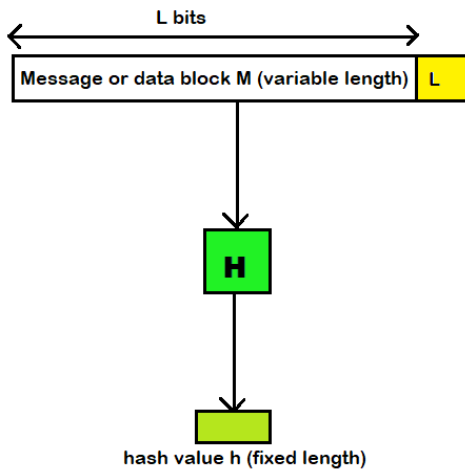 L bits
Message or data block M (variable length) L
H
hash value h (fixed length)